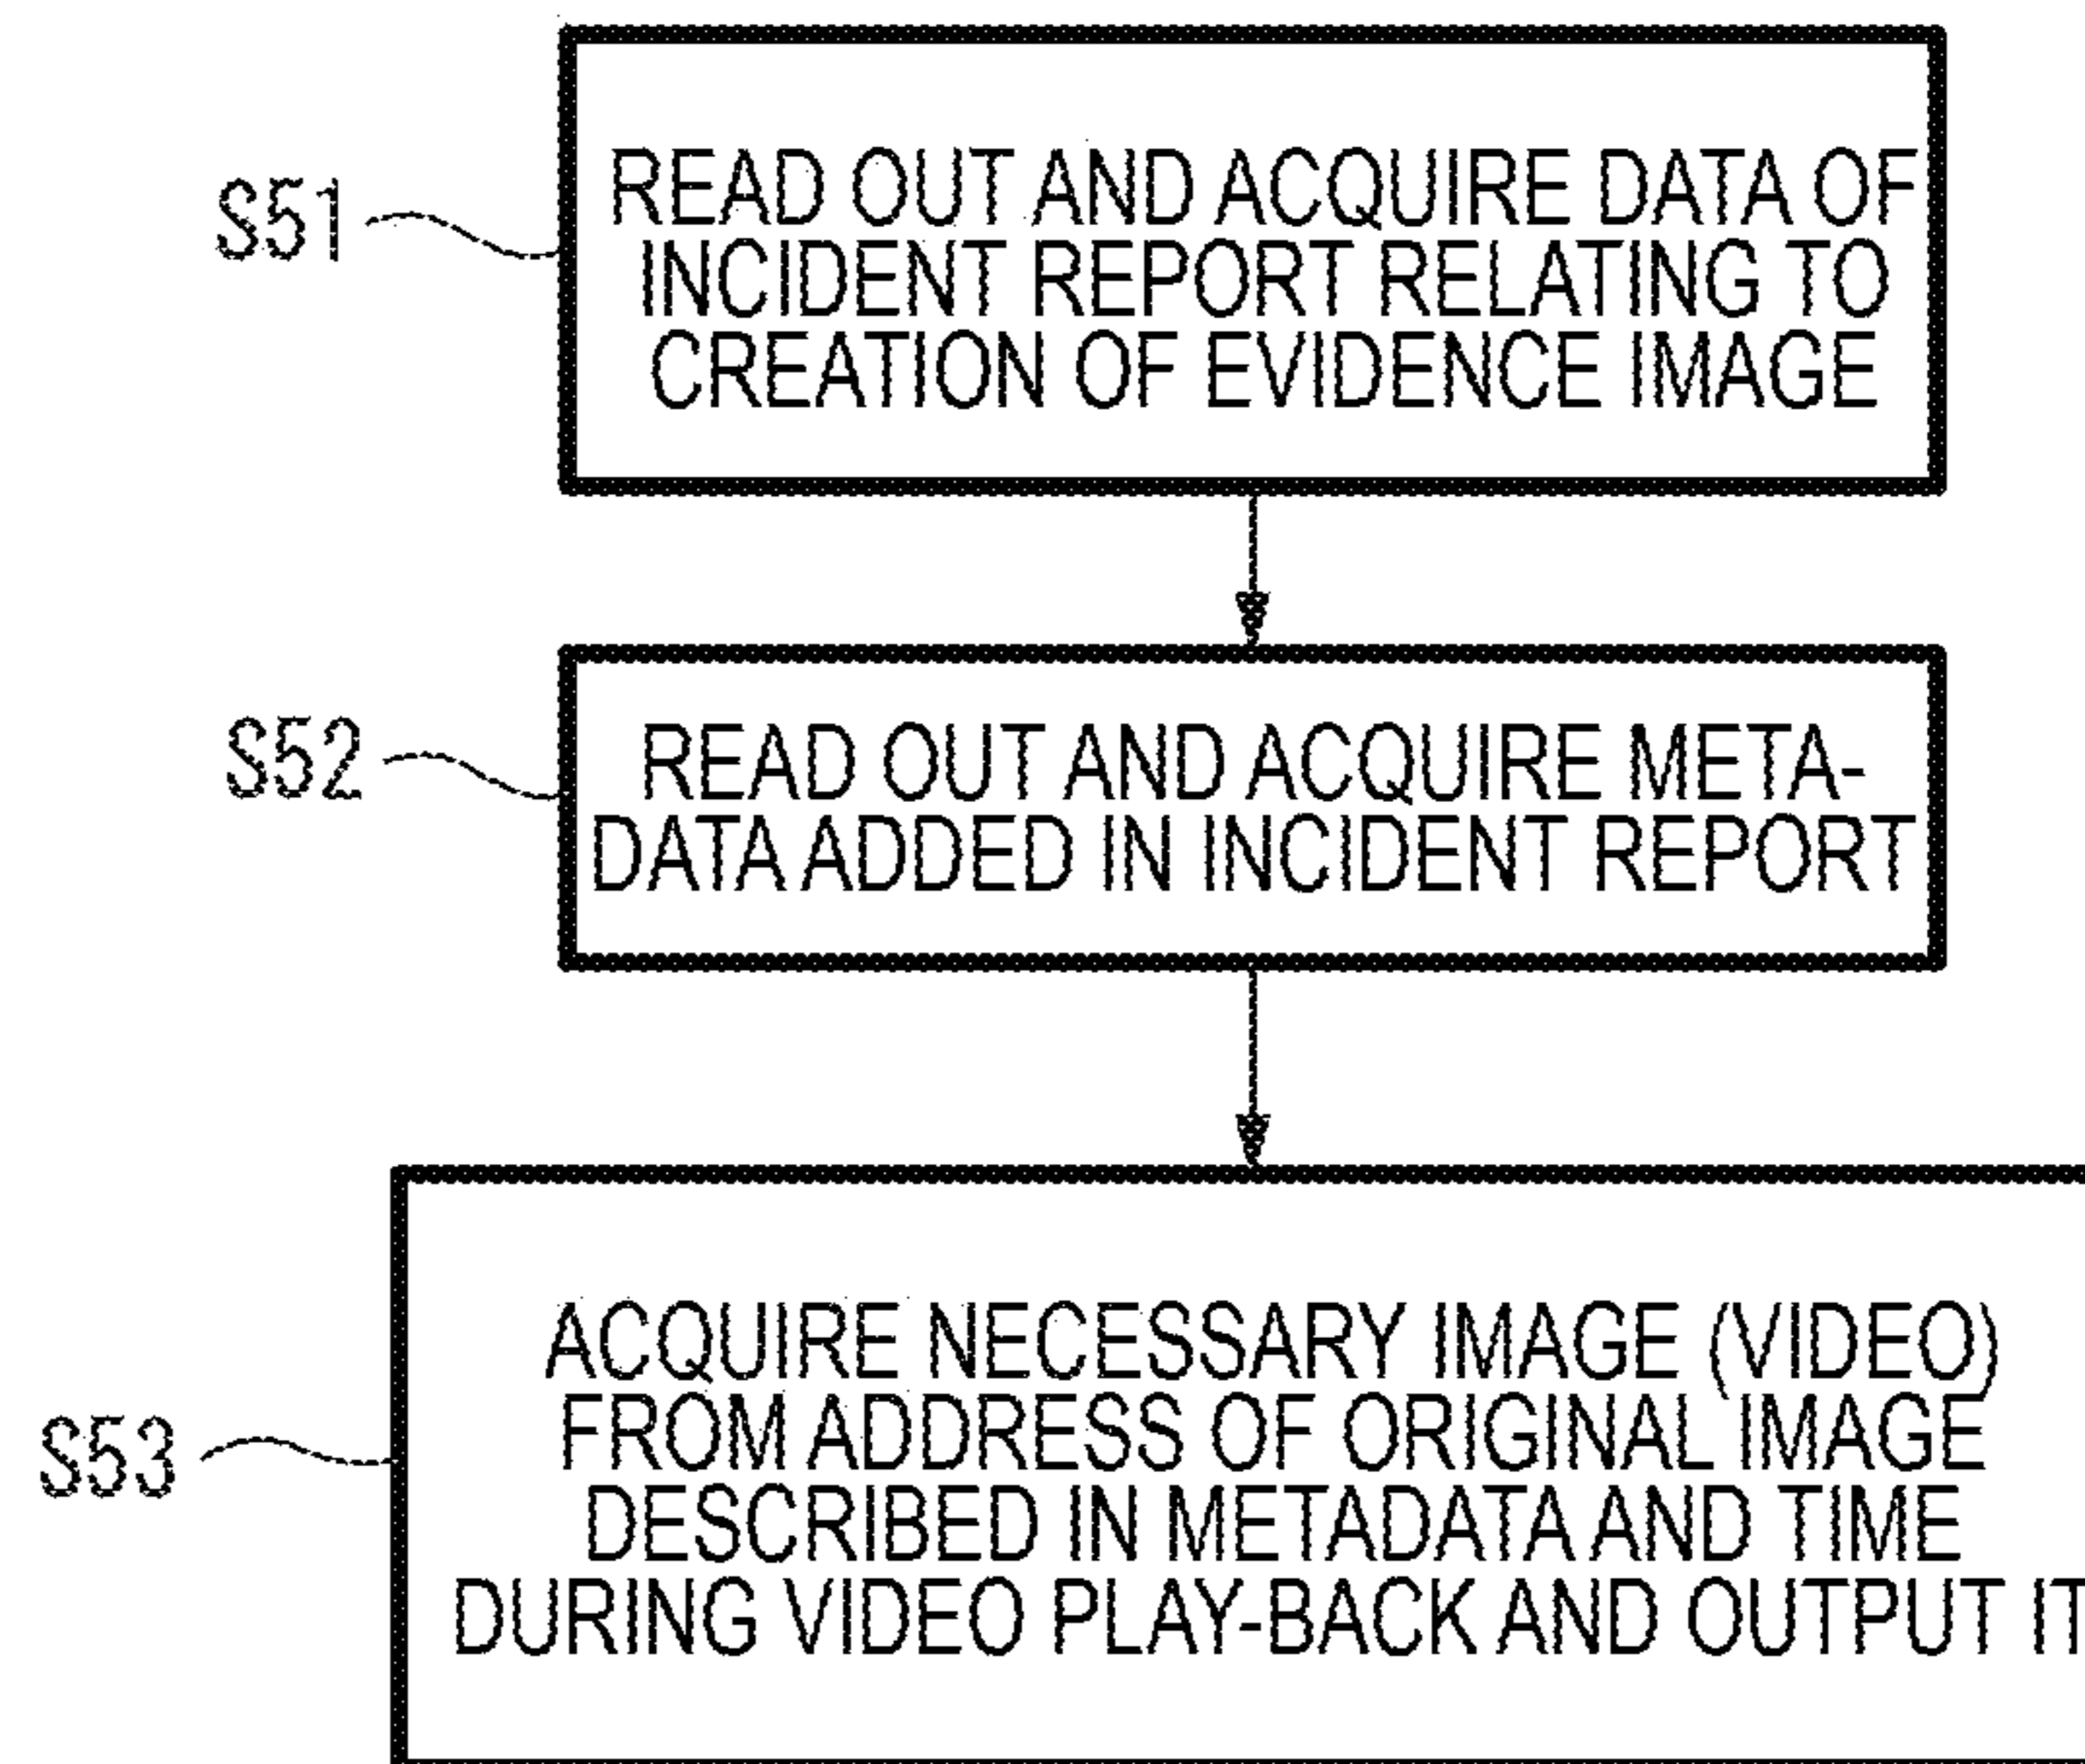 S51
READ OUT AND ACQUIRE DATA OF
INCIDENT REPORT RELATING TO
CREATION OF EVIDENCE IMAGE
S52
READ OUT AND ACQUIRE META-
DATA ADDED IN INCIDENT REPORT
S53
ACQUIRE NECESSARY IMAGE (VIDEO)
FROM ADDRESS OF ORIGINAL IMAGE
DESCRIBED IN METADATA AND TIME
DURING VIDEO PLAY-BACK AND OUTPUT IT